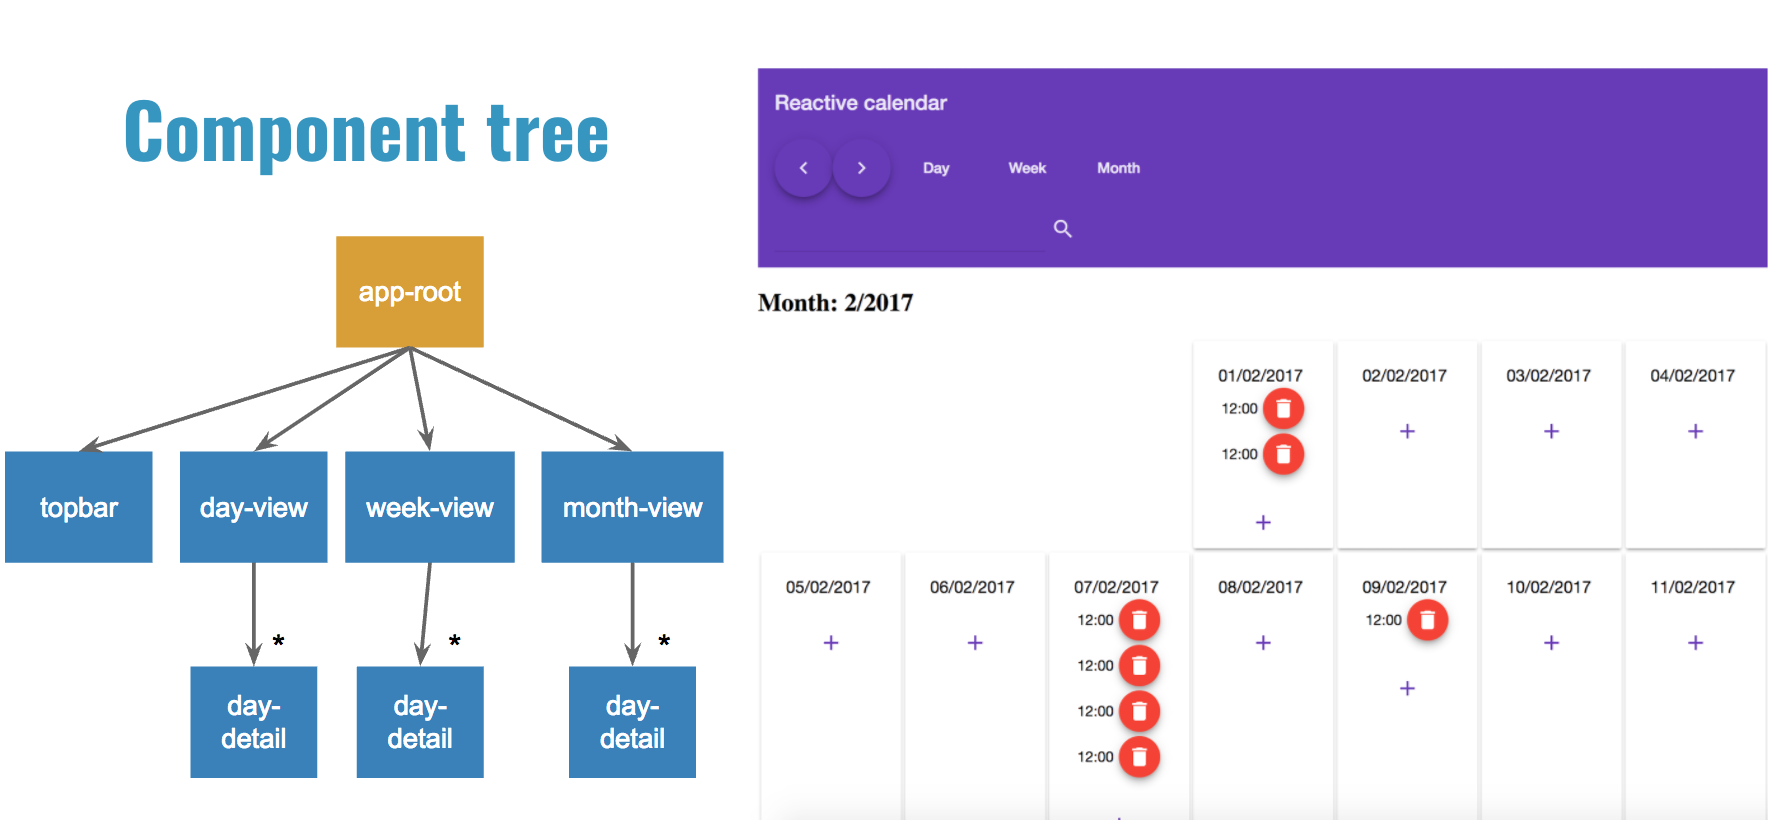 Component tree
app-root
topbar
day-view
week-view
month-view
*
*
*
day-
detail
day-
detail
day-
detail
Reactive calendar
Day
Week
Month
Month: 2/2017
01/02/2017
12:00
12:00
+
02/02/2017
+
03/02/2017
+
04/02/2017
+
05/02/2017
+
06/02/2017
+
07/02/2017
12:00
12:00
12:00
12:00
08/02/2017
+
09/02/2017
12:00
+
10/02/2017
+
11/02/2017
+